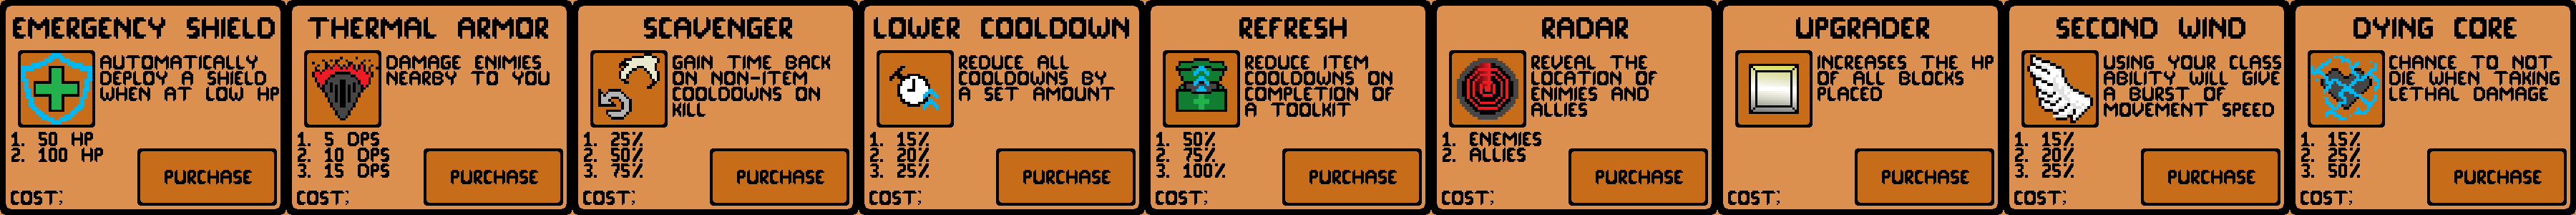 EMERGENCY SHIELD
AUTOMATICALLY
DEPLOY A SHIELD
WHEN AT LOW HP
1. 50 HP
2. 100 HP
PURCHASE
COST;
THERMAL ARMOR
DAMAGE ENIMIES
NEARBY TO YOU
1. 5 DPS
2. 10 DPS
3. 15 DPS
PURCHASE
COST;
SCAVENGER
GAIN TIME BACK
ON NON-ITEM
COOLDOWNS ON
KILL
1. 25%
2. 50%
3. 75%
PURCHASE
COST;
LOWER COOLDOWN
REDUCE ALL
COOLDOWNS BY
A SET AMOUNT
1. 15%
2. 20%
3. 25%
PURCHASE
COST;
REFRESH
REDUCE ITEM
COOLDOWNS ON
COMPLETION OF
A TOOLKIT
1. 50%
2. 75%
3. 100%
PURCHASE
COST;
RADAR
REVEAL THE
LOCATION OF
ENIMIES AND
ALLIES
1. ENEMIES
2. ALLIES
PURCHASE
COST;
UPGRADER
INCREASES THE HP
OF ALL BLOCKS
PLACED
PURCHASE
COST;
SECOND WIND
USING YOUR CLASS
ABILITY WILL GIVE
A BURST OF
MOVEMENT SPEED
1. 15%
2. 20%
3. 25%
PURCHASE
COST;
DYING CORE
CHANCE TO NOT
DIE WHEN TAKING
LETHAL DAMAGE
1. 15%
2. 25%
3. 50%
PURCHASE
COST;